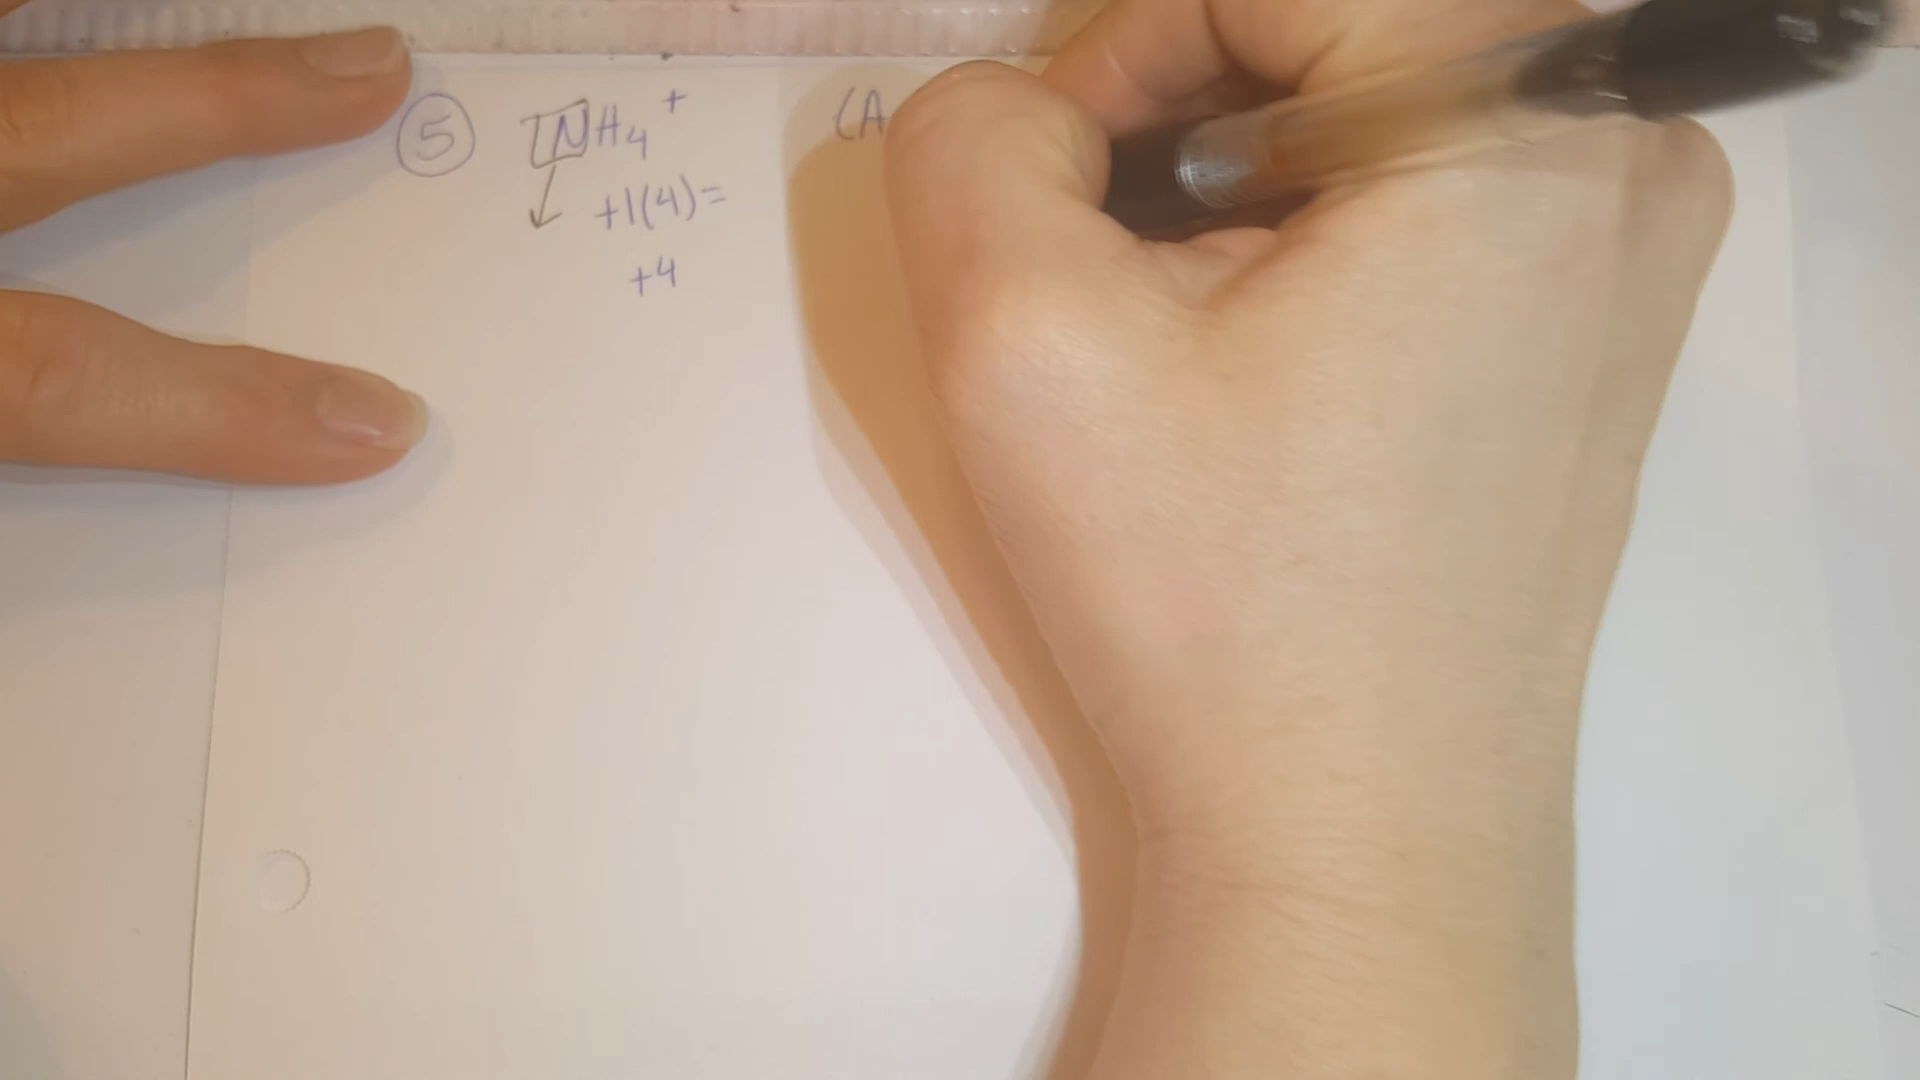 ⑤ NH₄⁺ (A
+1(4)=
+4